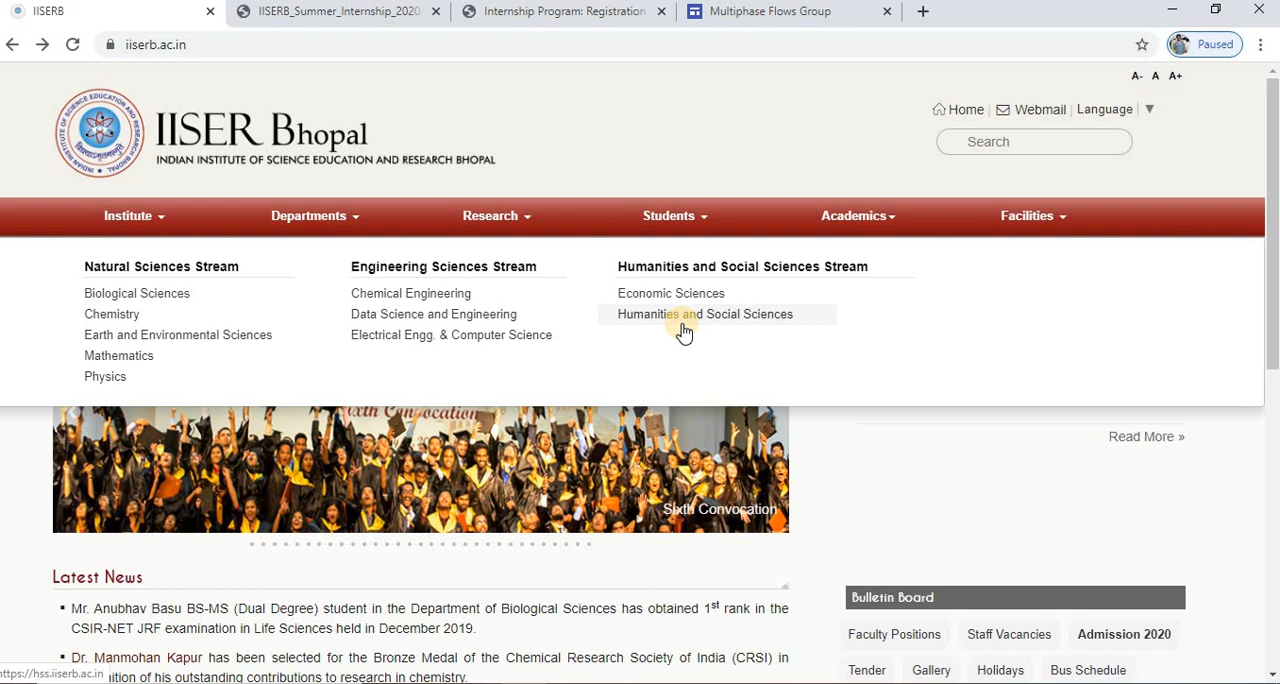 IISERB
IISERB_Summer_Internship_2020
Internship Program: Registration
Multiphase Flows Group
iiserb.ac.in
Paused
A- A A+
Home | Webmail | Language | ▼
Search
IISER Bhopal
INDIAN INSTITUTE OF SCIENCE EDUCATION AND RESEARCH BHOPAL
Institute
Departments
Research
Students
Academics
Facilities
Natural Sciences Stream
Biological Sciences
Chemistry
Earth and Environmental Sciences
Mathematics
Physics
Engineering Sciences Stream
Chemical Engineering
Data Science and Engineering
Electrical Engg. & Computer Science
Humanities and Social Sciences Stream
Economic Sciences
Humanities and Social Sciences
Sixth Convocation
Read More »
Sixth Convocation
Latest News
▪ Mr. Anubhav Basu BS-MS (Dual Degree) student in the Department of Biological Sciences has obtained 1st rank in the
CSIR-NET JRF examination in Life Sciences held in December 2019.
▪ Dr. Manmohan Kapur has been selected for the Bronze Medal of the Chemical Research Society of India (CRSI) in
of his outstanding contributions to research in chemistry.
Bulletin Board
Faculty Positions
Staff Vacancies
Admission 2020
Tender
Gallery
Holidays
Bus Schedule
https://hss.iiserb.ac.in